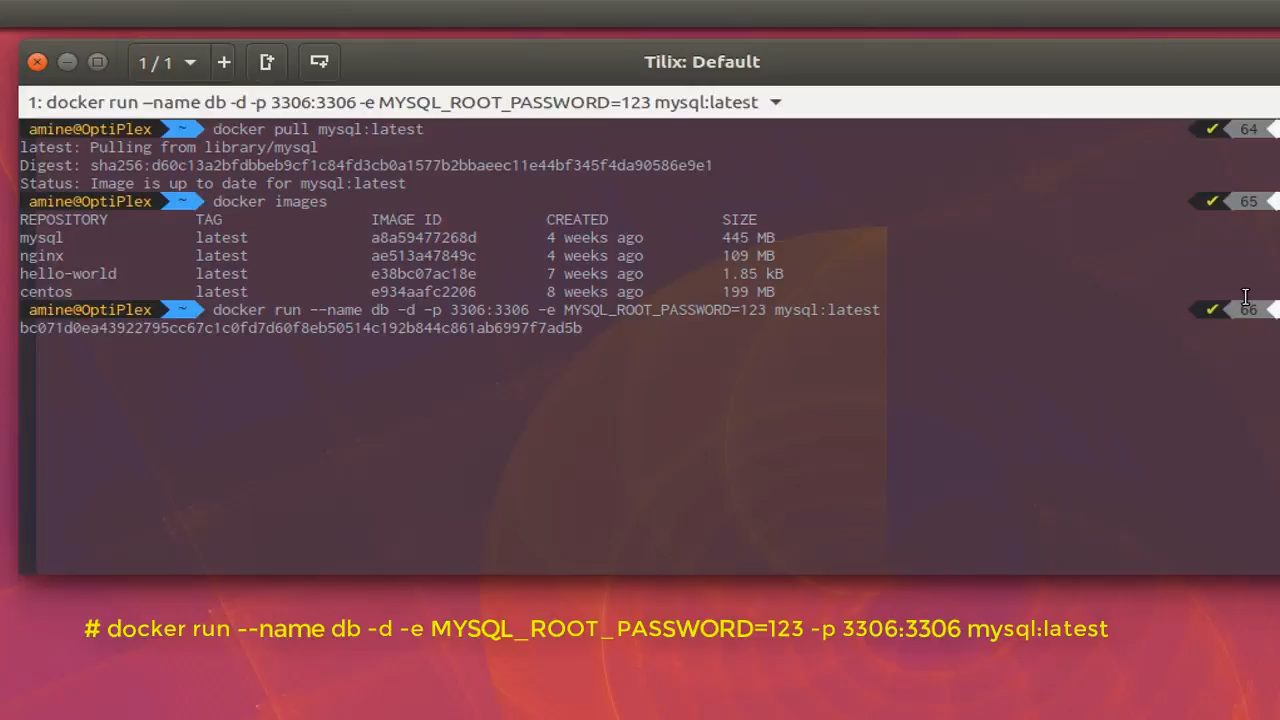 1 / 1
Tilix: Default
1: docker run –name db -d -p 3306:3306 -e MYSQL_ROOT_PASSWORD=123 mysql:latest
amine@OptiPlex ~ docker pull mysql:latest ✔ 64
latest: Pulling from library/mysql
Digest: sha256:d60c13a2bfdbbeb9cf1c84fd3cb0a1577b2bbaeec11e44bf345f4da90586e9e1
Status: Image is up to date for mysql:latest
amine@OptiPlex ~ docker images ✔ 65
REPOSITORY TAG IMAGE ID CREATED SIZE
mysql latest a8a59477268d 4 weeks ago 445 MB
nginx latest ae513a47849c 4 weeks ago 109 MB
hello-world latest e38bc07ac18e 7 weeks ago 1.85 kB
centos latest e934aafc2206 8 weeks ago 199 MB
amine@OptiPlex ~ docker run --name db -d -p 3306:3306 -e MYSQL_ROOT_PASSWORD=123 mysql:latest ✔ 66
bc071d0ea43922795cc67c1c0fd7d60f8eb50514c192b844c861ab6997f7ad5b
# docker run --name db -d -e MYSQL_ROOT_PASSWORD=123 -p 3306:3306 mysql:latest